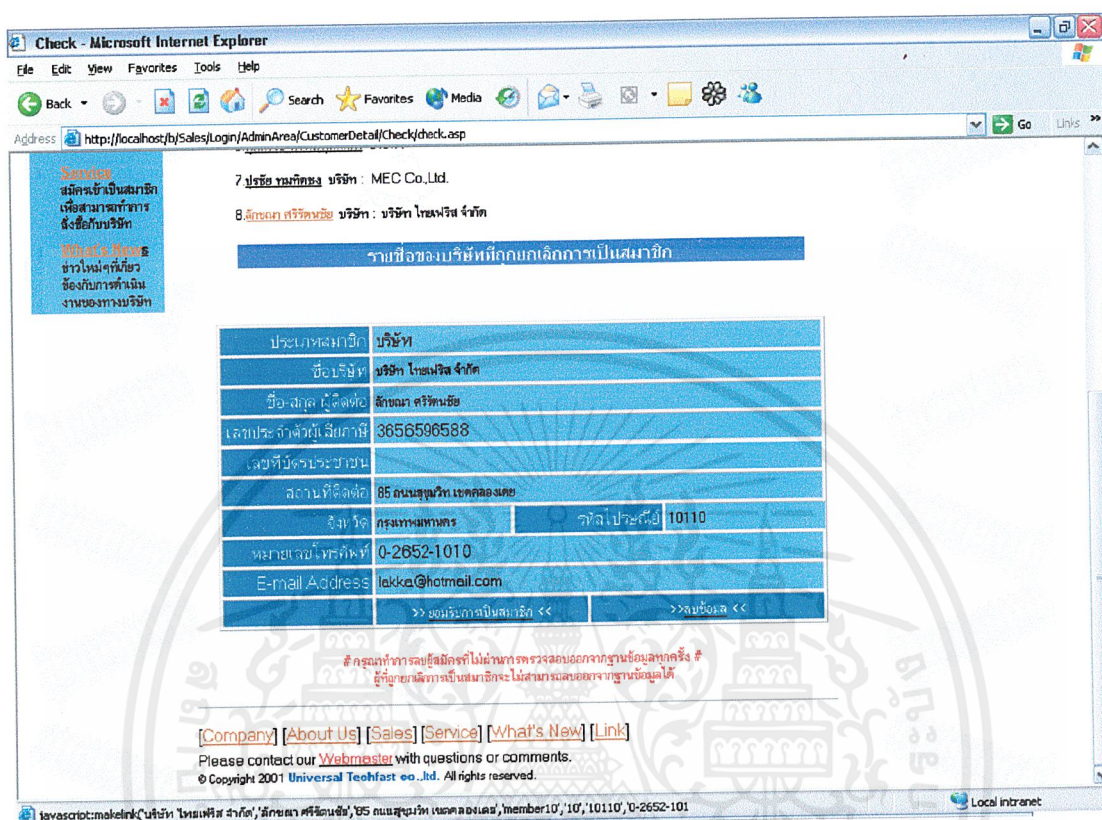 Check - Microsoft Internet Explorer
File Edit View Favorites Tools Help
Back Search Favorites Media
Address http://localhost/b/Sales/Login/AdminArea/CustomerDetail/Check/check.asp Go Links
Service
สมัครเข้าเป็นสมาชิก
เพื่อสามารถทำการ
สั่งซื้อกับบริษัท
What's News
ข่าวใหม่ๆที่เกี่ยว
ข้องกับการดำเนิน
งานของทางบริษัท
7.ปรชัย ทมทิตชง บริษัท : MEC Co.,Ltd.
8.ลักขณา ศรีรัตนชัย บริษัท : บริษัท ไทยเฟริส จำกัด
รายชื่อของบริษัทที่ถูกยกเลิกการเป็นสมาชิก
ประเภทสมาชิก บริษัท
ชื่อบริษัท บริษัท ไทยเฟริส จำกัด
ชื่อ-สกุล ผู้ติดต่อ ลักขณา ศรีรัตนชัย
เลขประจำตัวผู้เสียภาษี 3656596588
เลขที่บัตรประชาชน
สถานที่ติดต่อ 85 ถนนสุขุมวิท เขตคลองเตย
จังหวัด กรุงเทพมหานคร รหัสไปรษณีย์ 10110
หมายเลขโทรศัพท์ 0-2652-1010
E-mail Address lakka@hotmail.com
>> ยอมรับการเป็นสมาชิก << >>ลบข้อมูล <<
# กรุณาทำการลบผู้สมัครที่ไม่ผ่านการตรวจสอบออกจากฐานข้อมูลทุกครั้ง #
ผู้ที่ถูกยกเลิกการเป็นสมาชิกจะไม่สามารถลบออกจากฐานข้อมูลได้
[Company] [About Us] [Sales] [Service] [What's New] [Link]
Please contact our Webmaster with questions or comments.
© Copyright 2001 Universal Techfast co.,ltd. All rights reserved.
javascript:makelink('บริษัท ไทยเฟริส จำกัด','ลักขณา ศรีรัตนชัย','85 ถนนสุขุมวิท เขตคลองเตย','member10','10','10110','0-2652-101 Local intranet